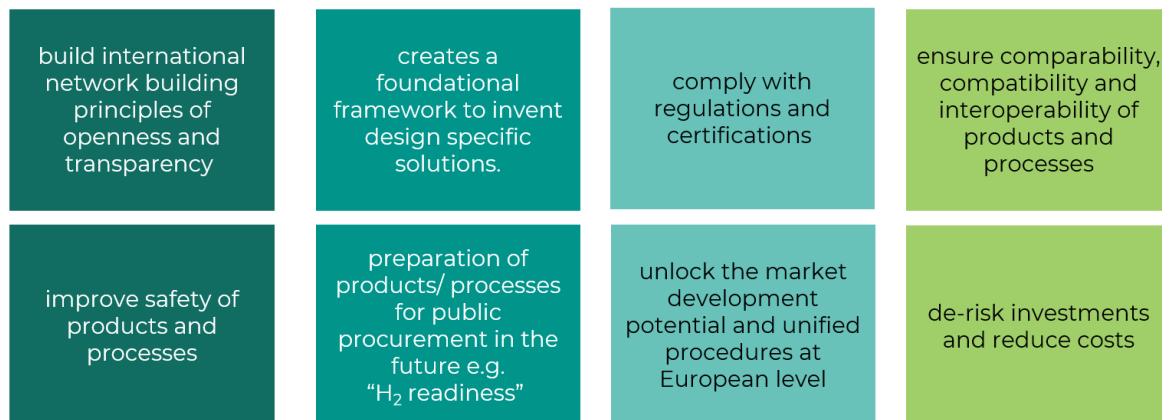 build international
network building
principles of
openness and
transparency
creates a
foundational
framework to invent
design specific
solutions.
comply with
regulations and
certifications
ensure comparability,
compatibility and
interoperability of
products and
processes
improve safety of
products and
processes
preparation of
products/ processes
for public
procurement in the
future e.g.
“H₂ readiness”
unlock the market
development
potential and unified
procedures at
European level
de-risk investments
and reduce costs